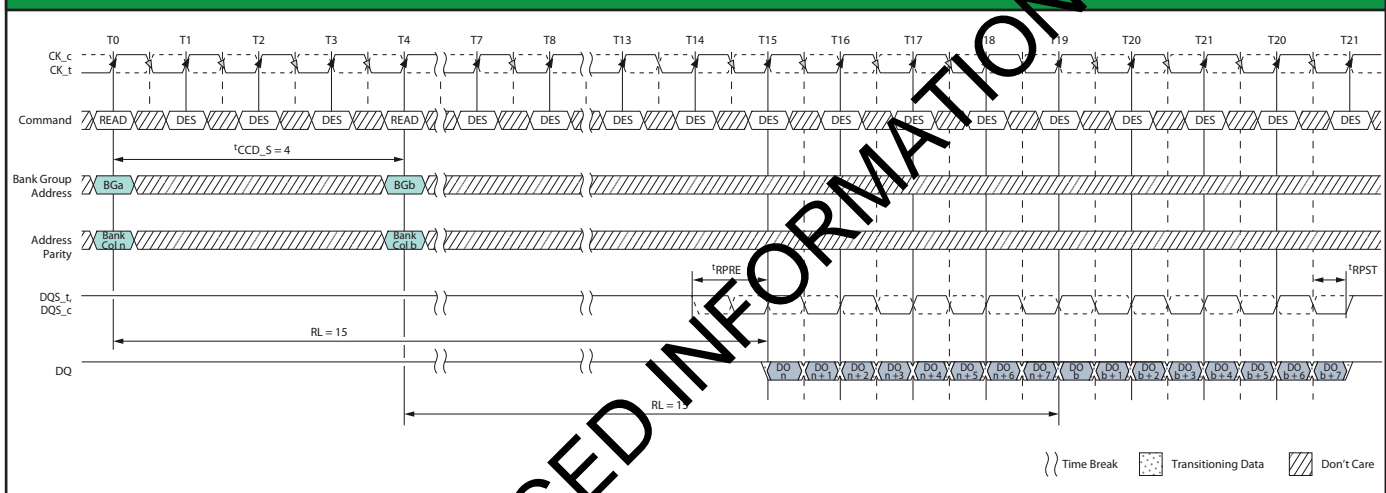 T0 T1 T2 T3 T4 T7 T8 T13 T14 T15 T16 T17 18 T19 T20 T21 T20 T21
CK_c
CK_t
Command READ DES DES DES READ DES DES DES DES DES DES DES DES DES DES DES DES DES
tCCD_S = 4
Bank Group
Address
BGa BGb
Address
Parity
Bank
Col n
Bank
Col b
tRPRE tRPST
DQS_t,
DQS_c
RL = 15
DQ
DO
n
DO
n + 1
DO
n + 2
DO
n + 3
DO
n + 4
DO
n + 5
DO
n + 6
DO
n + 7
DO
b
DO
b + 1
DO
b + 2
DO
b + 3
DO
b + 4
DO
b + 5
DO
b + 6
DO
b + 7
RL = 15
Time Break Transitioning Data Don't Care
CED INFORMATION